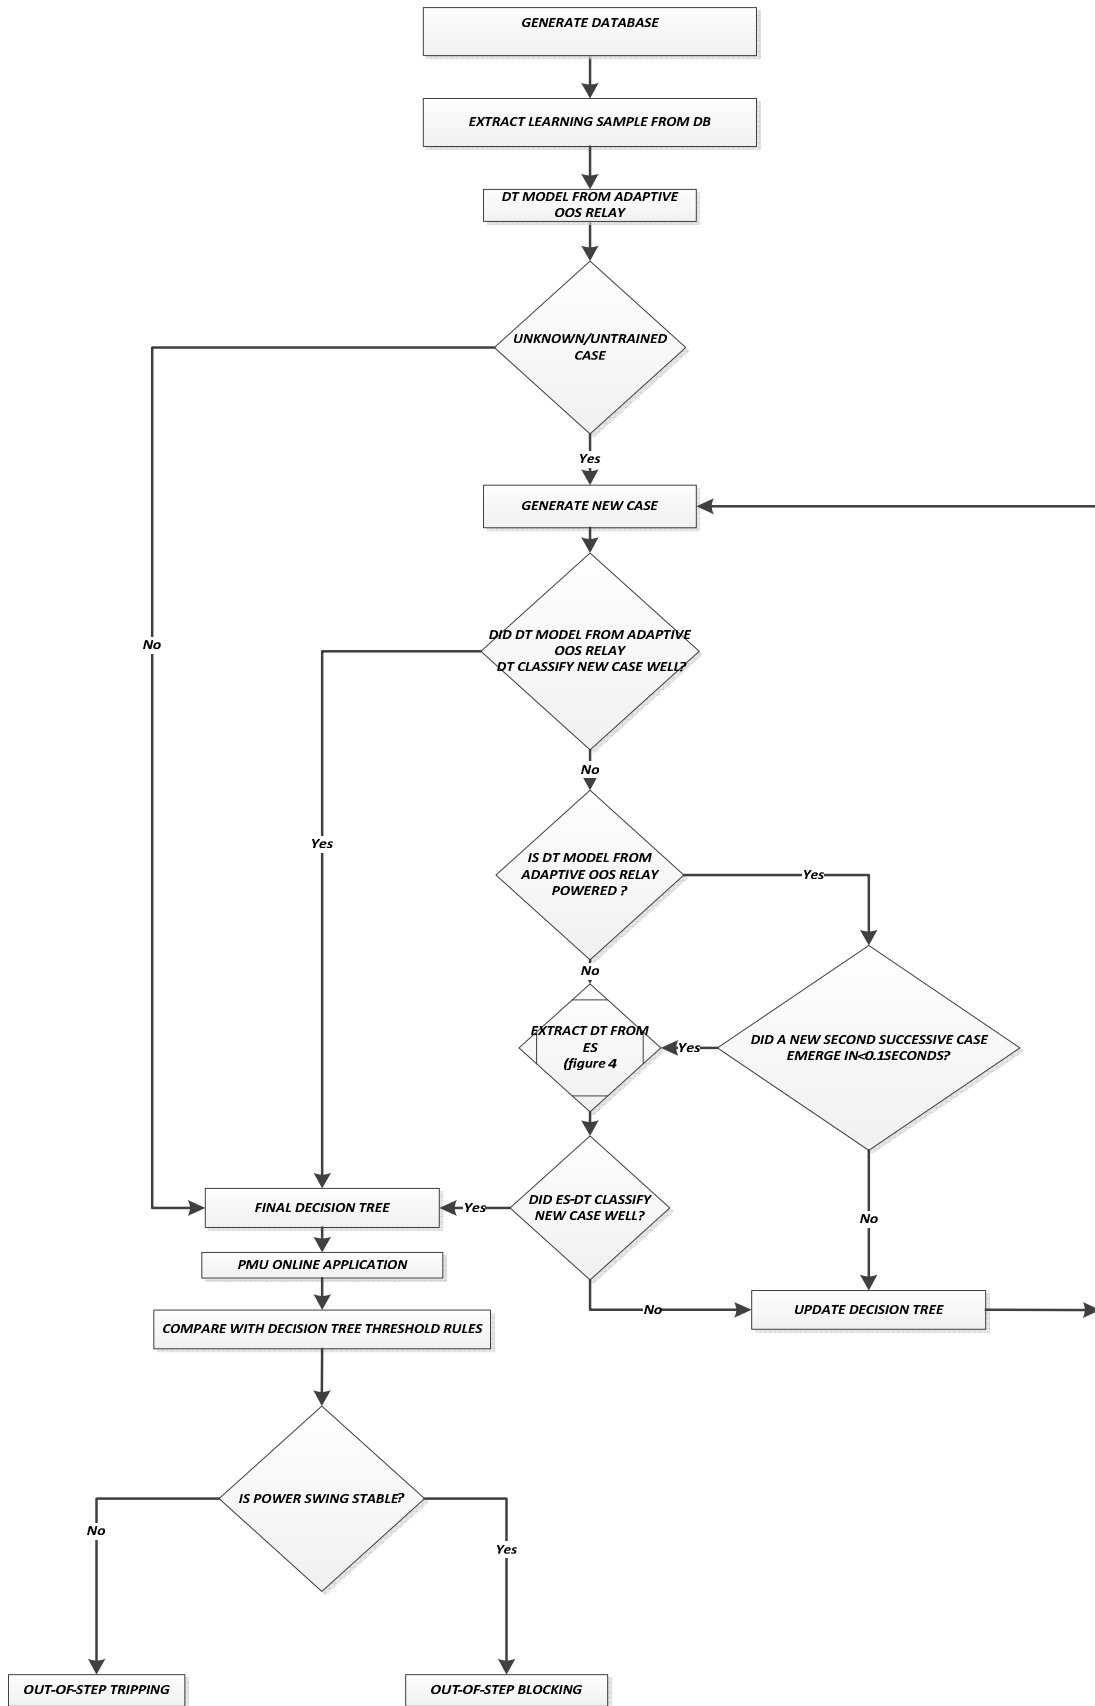 GENERATE DATABASE
EXTRACT LEARNING SAMPLE FROM DB
DT MODEL FROM ADAPTIVE
OOS RELAY
UNKNOWN/UNTRAINED
CASE
Yes
GENERATE NEW CASE
No
DID DT MODEL FROM ADAPTIVE
OOS RELAY
DT CLASSIFY NEW CASE WELL?
No
Yes
IS DT MODEL FROM
ADAPTIVE OOS RELAY
POWERED ?
Yes
No
EXTRACT DT FROM
ES
(figure 4
Yes
DID A NEW SECOND SUCCESSIVE CASE
EMERGE IN<0.1SECONDS?
FINAL DECISION TREE
Yes
DID ES-DT CLASSIFY
NEW CASE WELL?
No
PMU ONLINE APPLICATION
No
UPDATE DECISION TREE
COMPARE WITH DECISION TREE THRESHOLD RULES
IS POWER SWING STABLE?
No
Yes
OUT-OF-STEP TRIPPING
OUT-OF-STEP BLOCKING